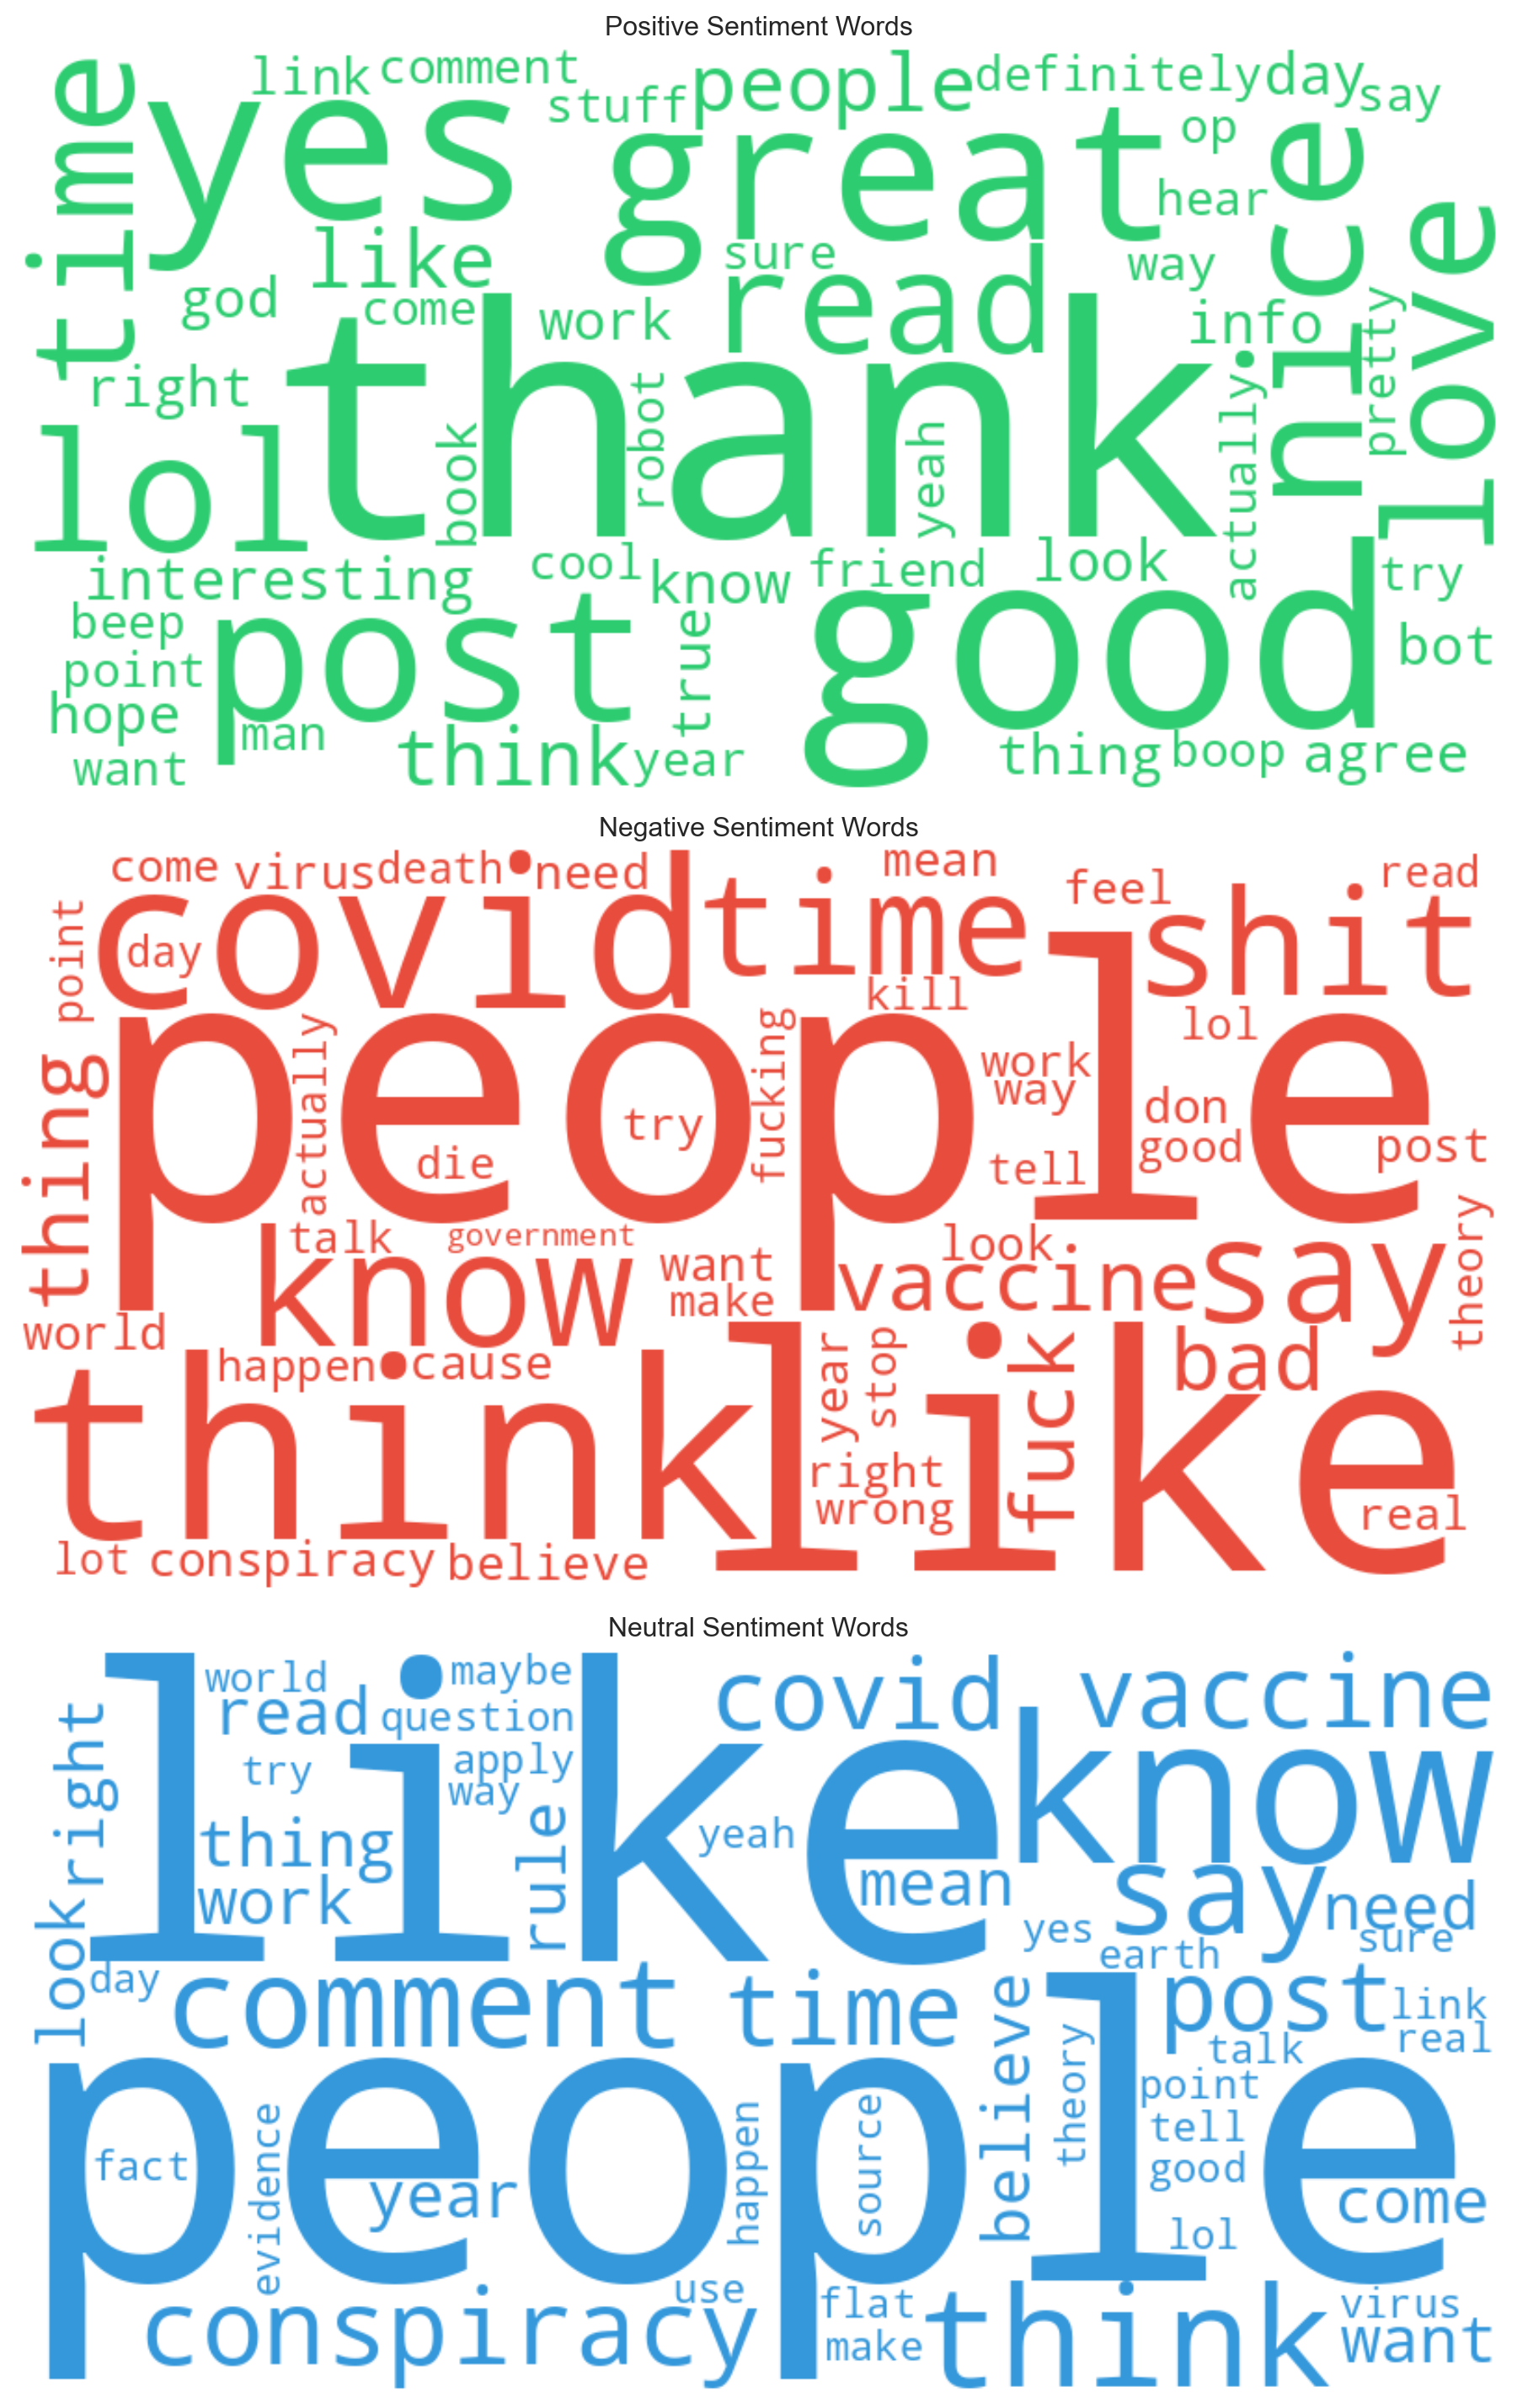 Positive Sentiment Words
time
link
comment
stuff
people
definitely
day
say
yes
great
op
hear
nice
love
like
sure
way
god
come
work
read
info
pretty
right
thank
robot
book
yeah
actually
lol
interesting
cool
know
friend
look
try
beep
point
hope
post
true
good
bot
man
want
think
year
thing
boop
agree
Negative Sentiment Words
come
virus
death
need
mean
feel
read
point
covid
day
time
shit
kill
lol
people
actually
fucking
work
way
don
good
post
thing
try
die
tell
talk
government
know
want
make
look
vaccine
say
theory
world
happen
cause
year
stop
fuck
bad
think
like
right
wrong
real
lot
conspiracy
believe
Neutral Sentiment Words
like
world
maybe
covid
vaccine
right
read
question
try
apply
way
know
thing
rule
yeah
work
mean
say
need
yes
sure
earth
look
day
comment
time
believe
post
link
talk
real
theory
people
point
tell
fact
evidence
year
happen
source
good
come
lol
conspiracy
use
flat
make
think
virus
want